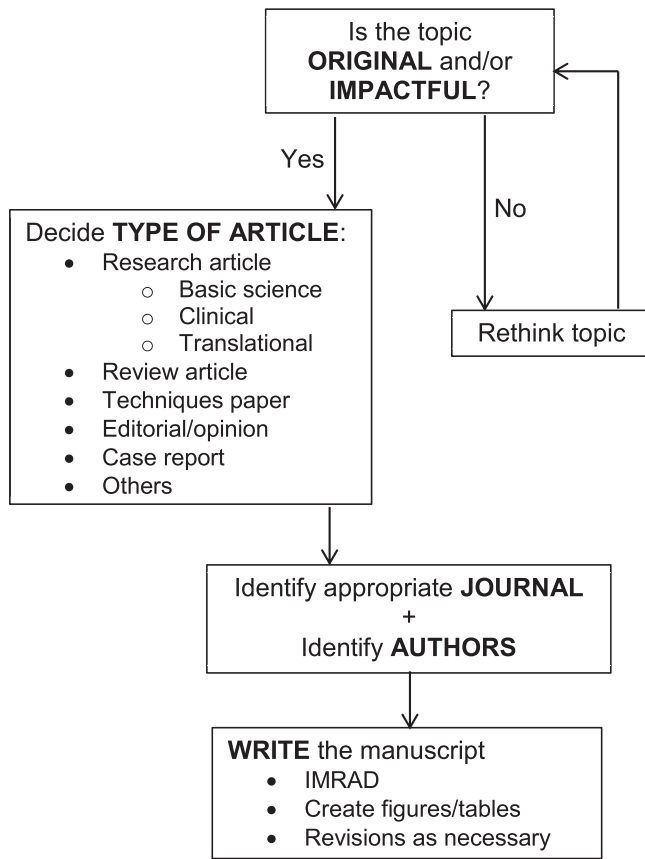 Is the topic
ORIGINAL and/or
IMPACTFUL?
Yes
No
Decide TYPE OF ARTICLE:
• Research article
o Basic science
o Clinical
o Translational
• Review article
• Techniques paper
• Editorial/opinion
• Case report
• Others
Rethink topic
Identify appropriate JOURNAL
+
Identify AUTHORS
WRITE the manuscript
• IMRAD
• Create figures/tables
• Revisions as necessary